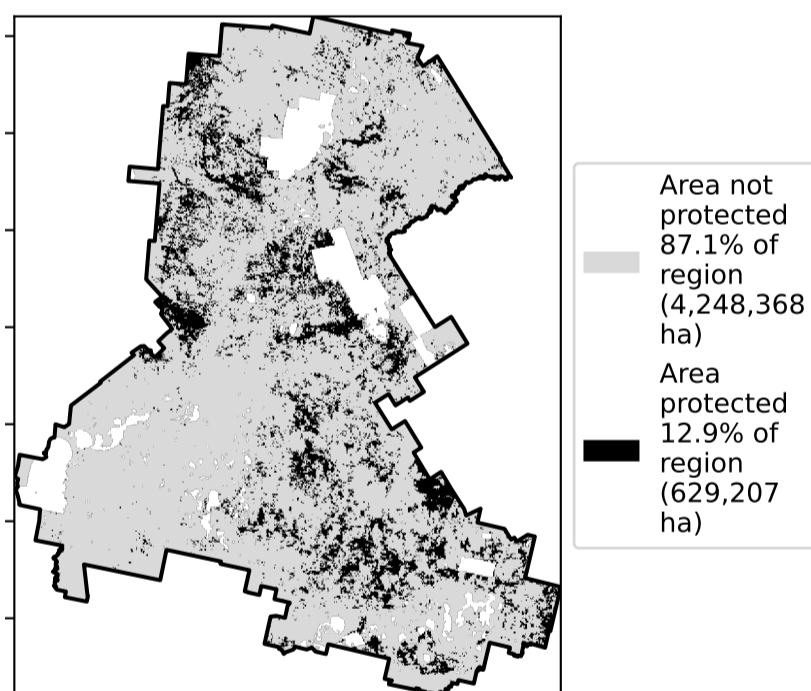 Area not
protected
87.1% of
region
(4,248,368
ha)
Area
protected
12.9% of
region
(629,207
ha)